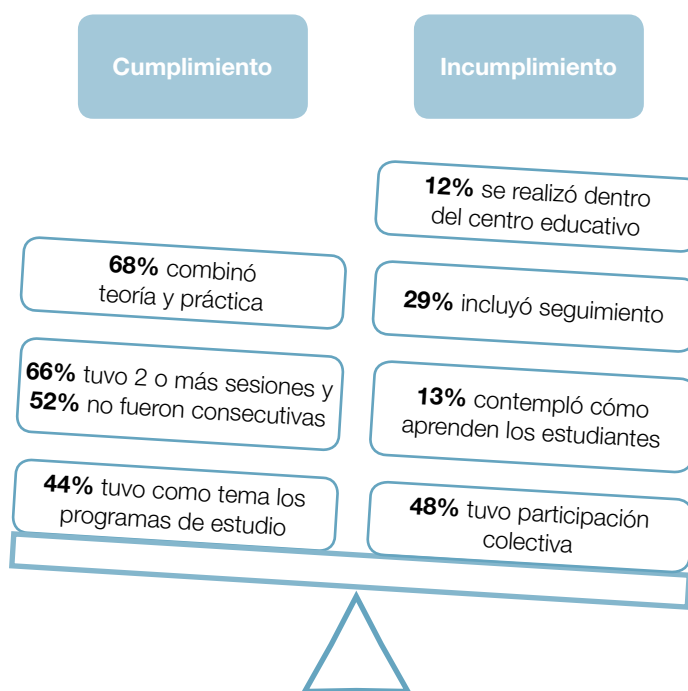 Cumplimiento
Incumplimiento
12% se realizó dentro
del centro educativo
68% combinó
teoría y práctica
29% incluyó seguimiento
66% tuvo 2 o más sesiones y
52% no fueron consecutivas
13% contempló cómo
aprenden los estudiantes
44% tuvo como tema los
programas de estudio
48% tuvo participación
colectiva